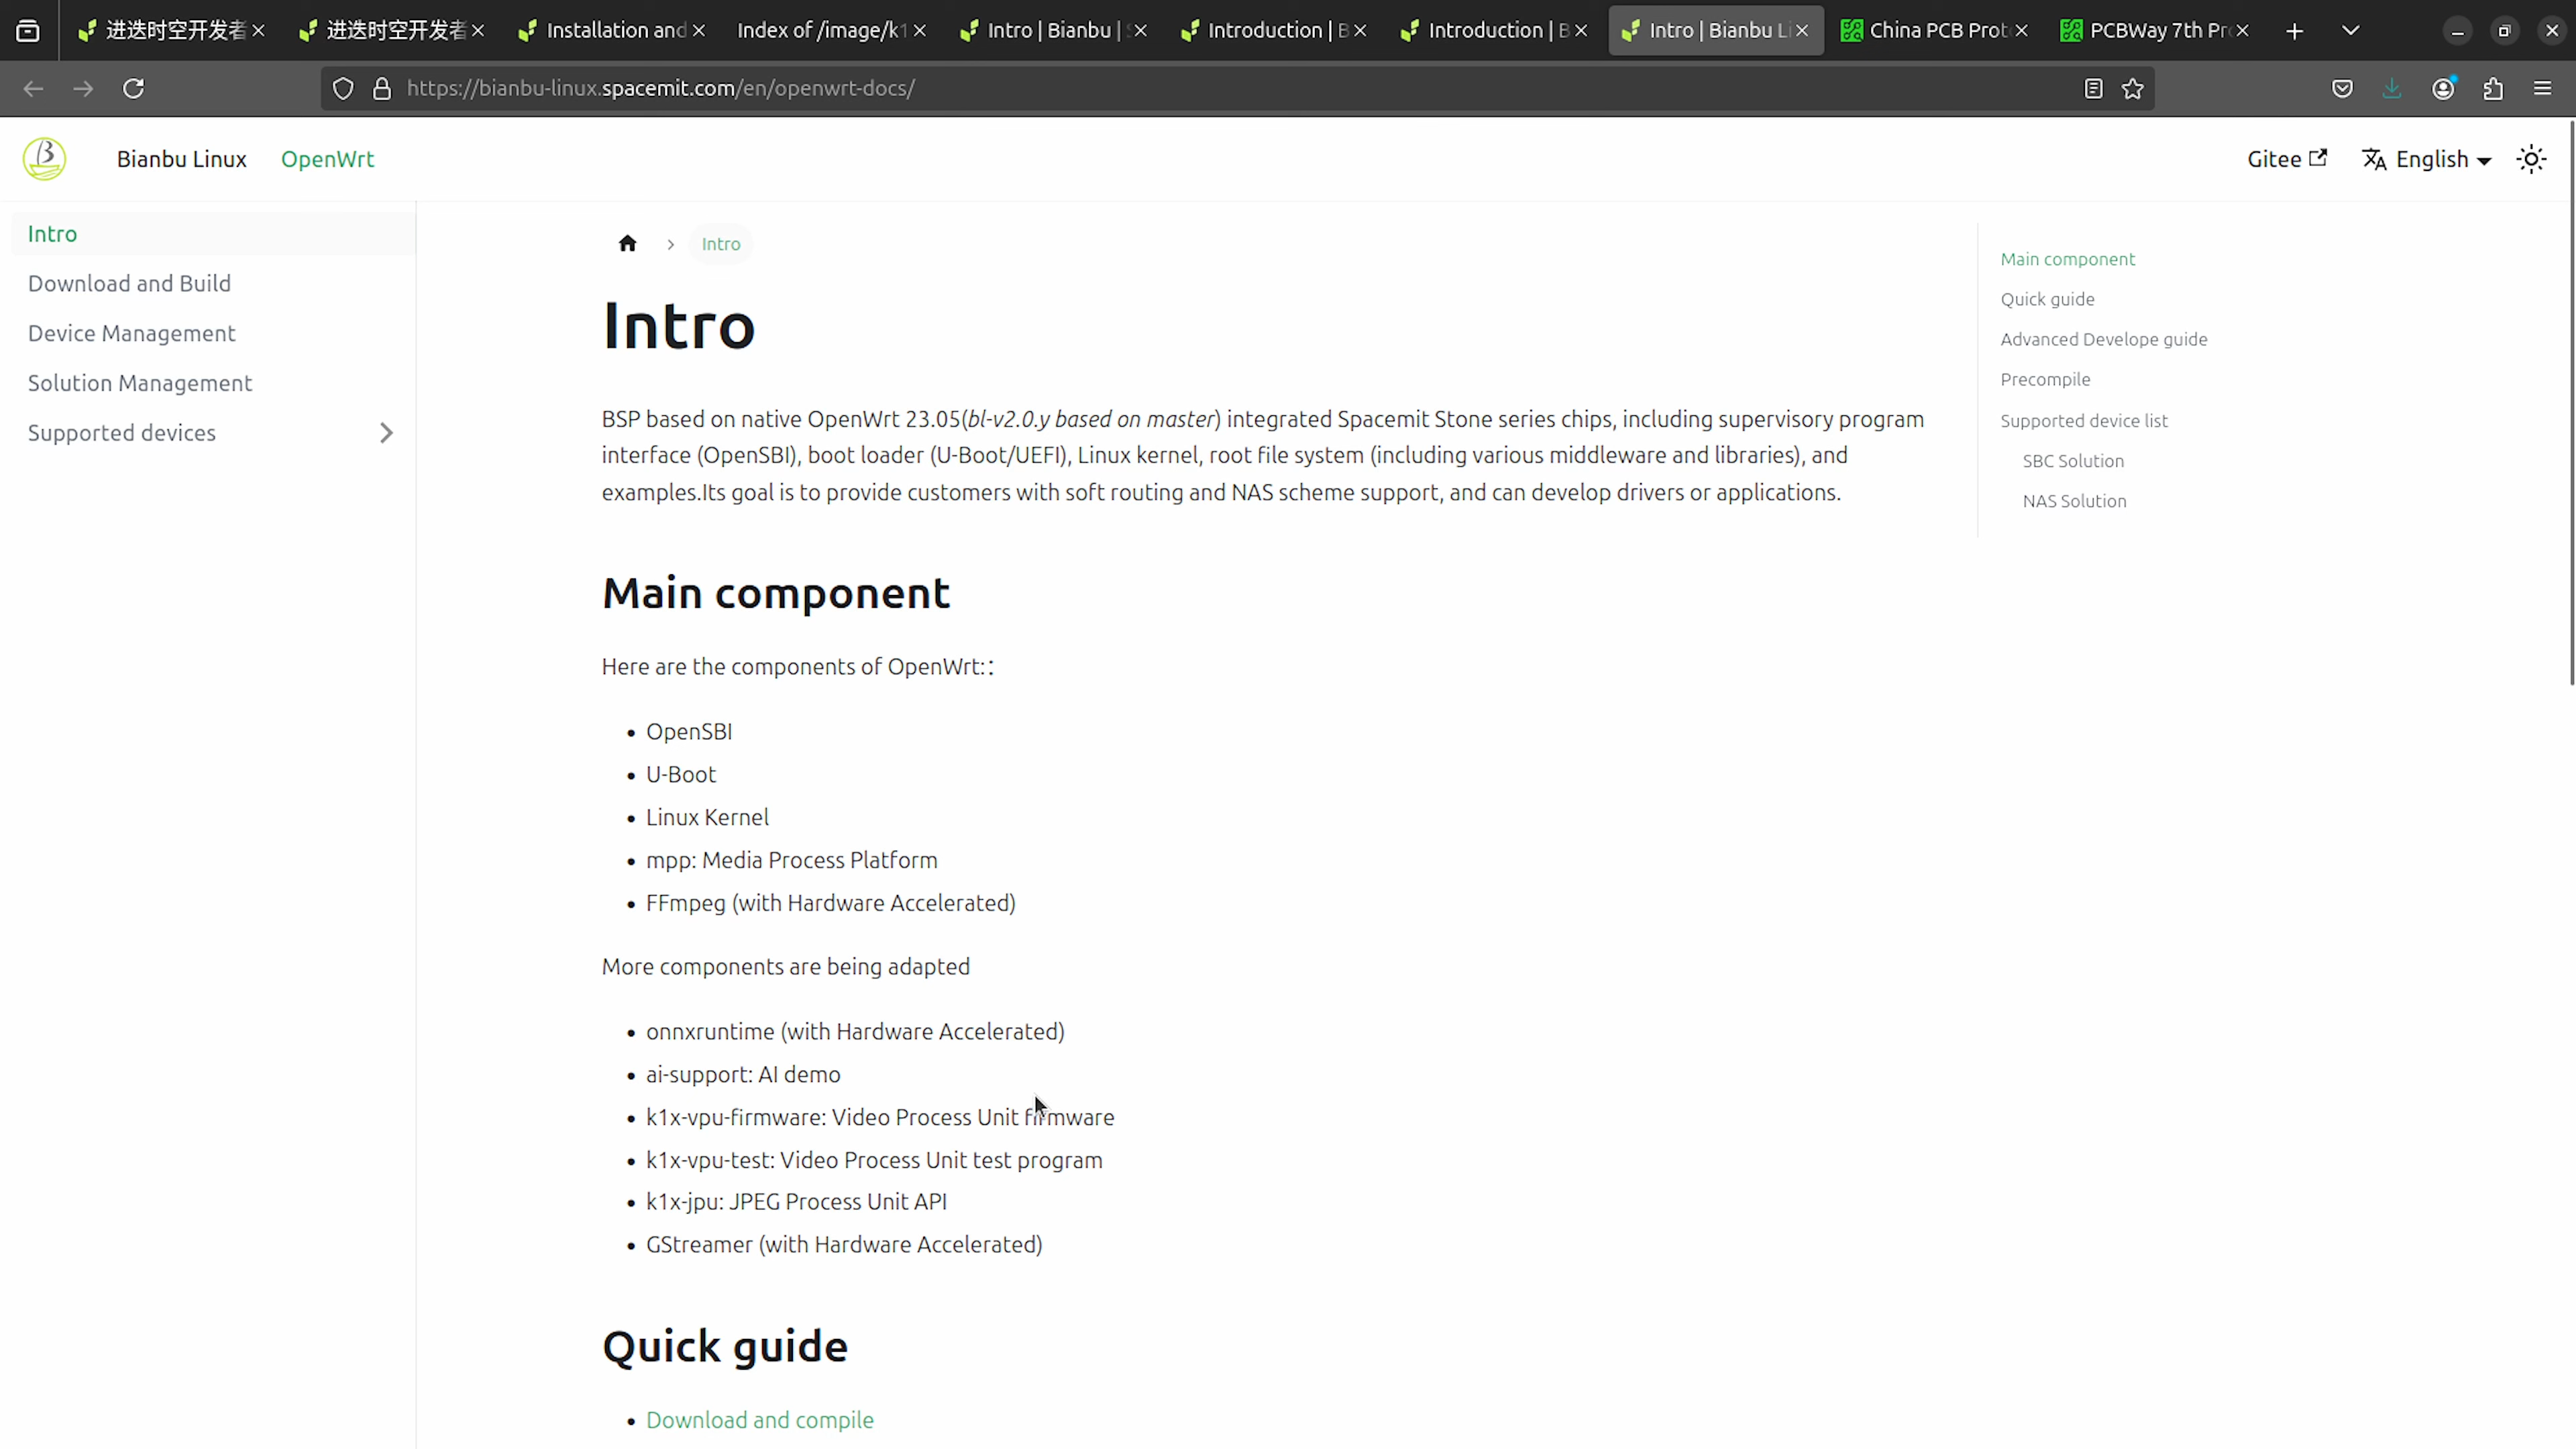 进迭时空开发者
进迭时空开发者
Installation and
Index of /image/k1
Intro | Bianbu | S
Introduction | B
Introduction | B
Intro | Bianbu Li
China PCB Proto
PCBWay 7th Pr
https://bianbu-linux.spacemit.com/en/openwrt-docs/
Bianbu Linux
OpenWrt
Gitee
English
Intro
Download and Build
Device Management
Solution Management
Supported devices
Intro
Intro
BSP based on native OpenWrt 23.05(bl-v2.0.y based on master) integrated Spacemit Stone series chips, including supervisory program
interface (OpenSBI), boot loader (U-Boot/UEFI), Linux kernel, root file system (including various middleware and libraries), and
examples.Its goal is to provide customers with soft routing and NAS scheme support, and can develop drivers or applications.
Main component
Here are the components of OpenWrt:：
• OpenSBI
• U-Boot
• Linux Kernel
• mpp: Media Process Platform
• FFmpeg (with Hardware Accelerated)
More components are being adapted
• onnxruntime (with Hardware Accelerated)
• ai-support: AI demo
• k1x-vpu-firmware: Video Process Unit firmware
• k1x-vpu-test: Video Process Unit test program
• k1x-jpu: JPEG Process Unit API
• GStreamer (with Hardware Accelerated)
Quick guide
• Download and compile
Main component
Quick guide
Advanced Develope guide
Precompile
Supported device list
SBC Solution
NAS Solution